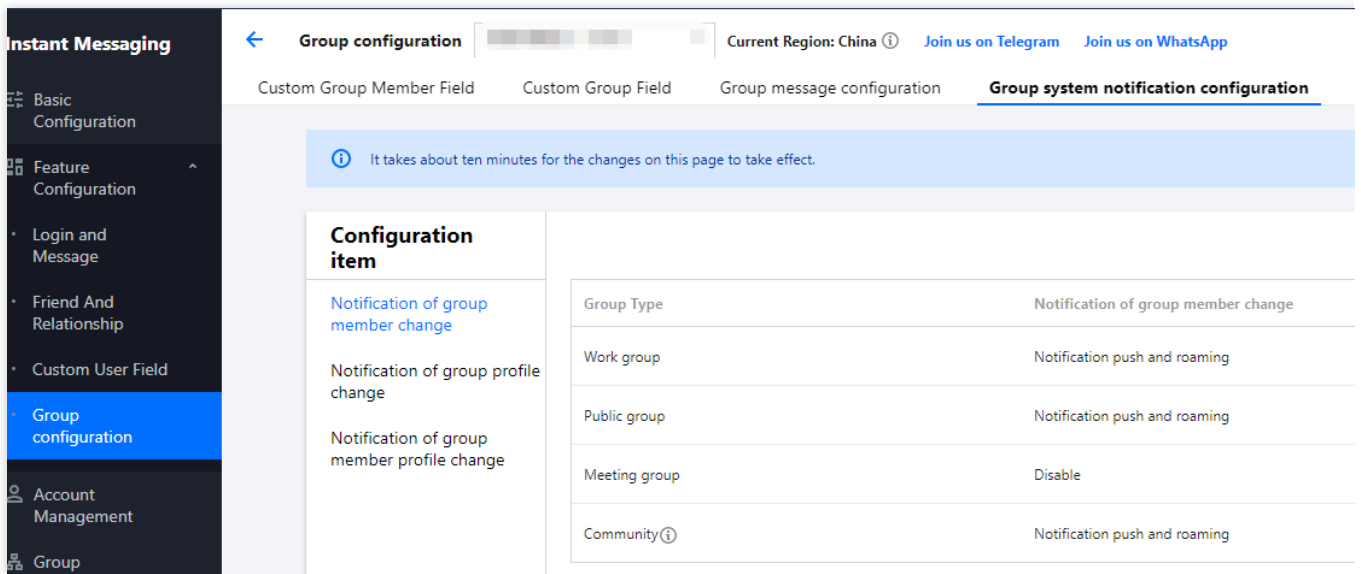 Instant Messaging
Basic
Configuration
Feature
Configuration
Login and
Message
Friend And
Relationship
Custom User Field
Group
configuration
Account
Management
Group
Group configuration
Current Region: China
Join us on Telegram
Join us on WhatsApp
Custom Group Member Field
Custom Group Field
Group message configuration
Group system notification configuration
It takes about ten minutes for the changes on this page to take effect.
Configuration
item
Notification of group
member change
Notification of group profile
change
Notification of group
member profile change
Group Type
Notification of group member change
Work group
Notification push and roaming
Public group
Notification push and roaming
Meeting group
Disable
Community
Notification push and roaming